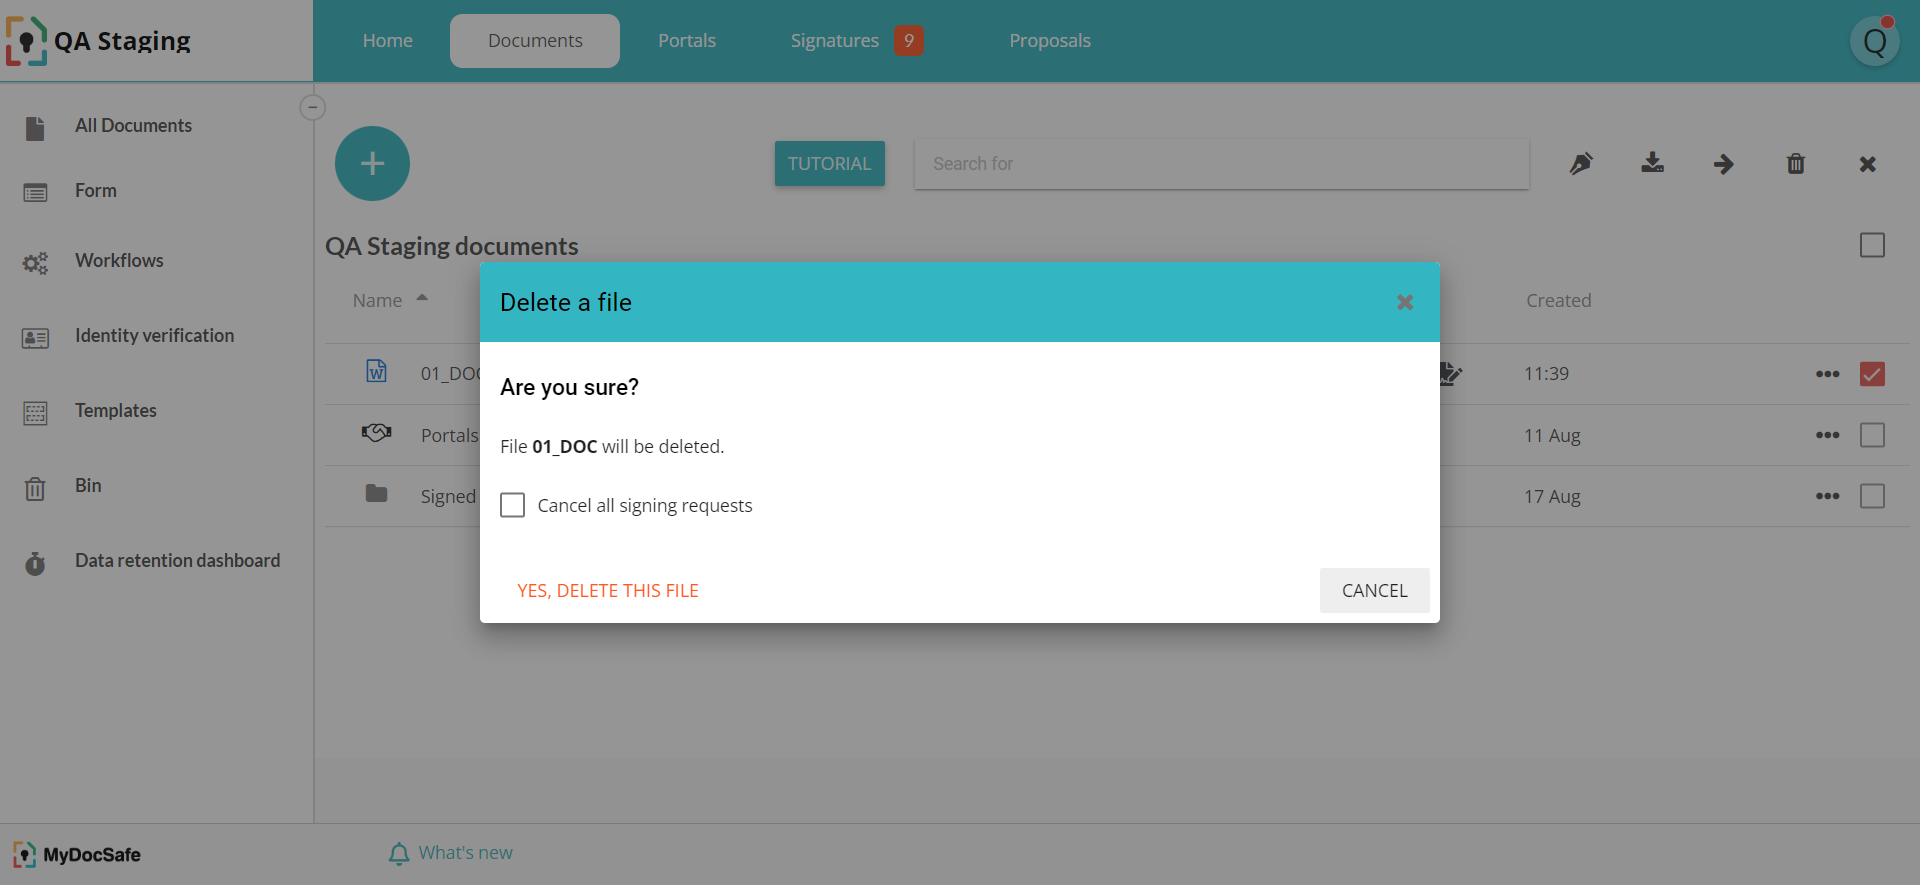 QA Staging
Home
Documents
Portals
Signatures 9
Proposals
Q
All Documents
Form
Workflows
Identity verification
Templates
Bin
Data retention dashboard
TUTORIAL
Search for
QA Staging documents
Name
Created
01_DOC
11:39
Portals
11 Aug
Signed
17 Aug
Delete a file
Are you sure?
File 01_DOC will be deleted.
Cancel all signing requests
YES, DELETE THIS FILE
CANCEL
MyDocSafe
What's new